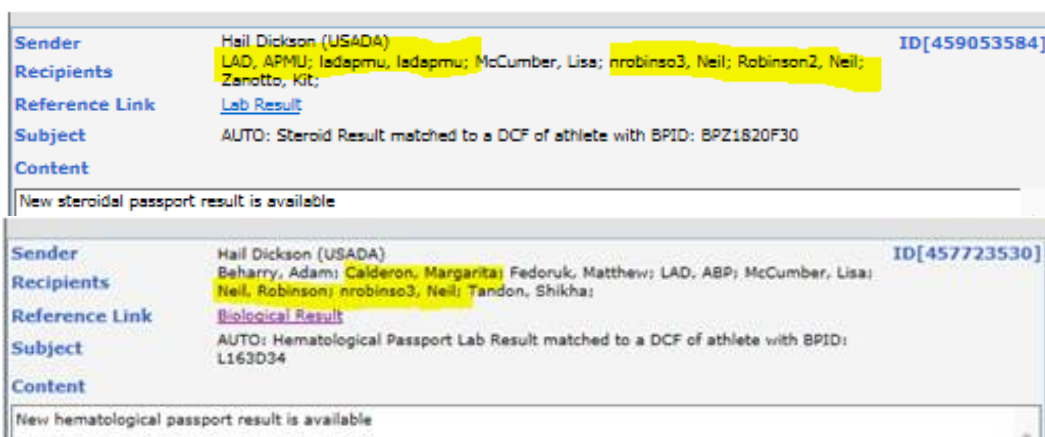 Sender Hail Dickson (USADA) ID[459053584]
Recipients LAD, APMU; ladapmu, ladapmu; McCumber, Lisa; nrobinso3, Neil; Robinson2, Neil;
Zanotto, Kit;
Reference Link Lab Result
Subject AUTO: Steroid Result matched to a DCF of athlete with BPID: BPZ1820F30
Content
New steroidal passport result is available
Sender Hail Dickson (USADA) ID[457723530]
Recipients Beharry, Adam; Calderon, Margarita; Fedoruk, Matthew; LAD, ABP; McCumber, Lisa;
Neil, Robinson; nrobinso3, Neil; Tandon, Shikha;
Reference Link Biological Result
Subject AUTO: Hematological Passport Lab Result matched to a DCF of athlete with BPID:
L163D34
Content
New hematological passport result is available